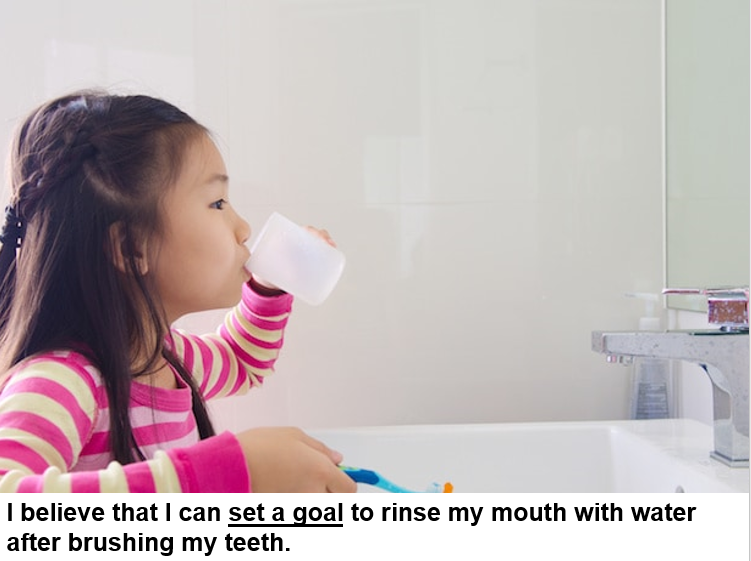 I believe that I can set a goal to rinse my mouth with water
after brushing my teeth.